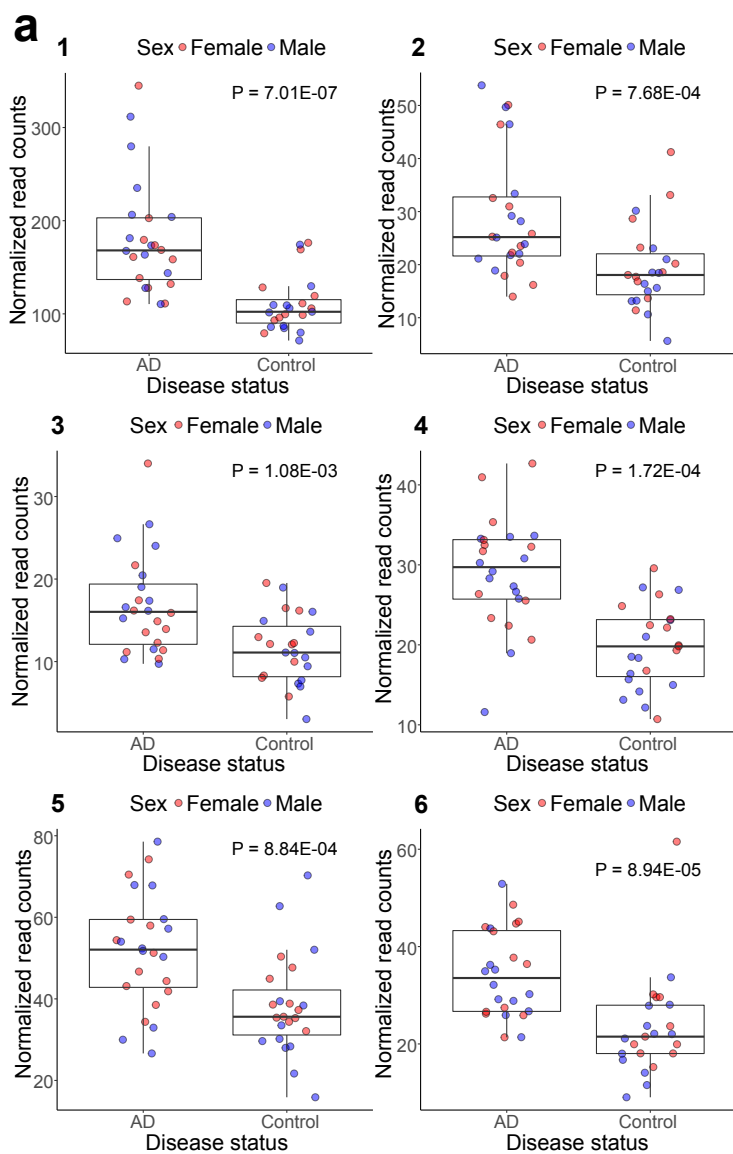 a
1 Sex Female Male
P = 7.01E-07
Normalized read counts
300
200
100
AD Control
Disease status
2 Sex Female Male
P = 7.68E-04
Normalized read counts
50
40
30
20
10
AD Control
Disease status
3 Sex Female Male
P = 1.08E-03
Normalized read counts
30
20
10
AD Control
Disease status
4 Sex Female Male
P = 1.72E-04
Normalized read counts
40
30
20
10
AD Control
Disease status
5 Sex Female Male
P = 8.84E-04
Normalized read counts
80
60
40
20
AD Control
Disease status
6 Sex Female Male
P = 8.94E-05
Normalized read counts
60
40
20
AD Control
Disease status